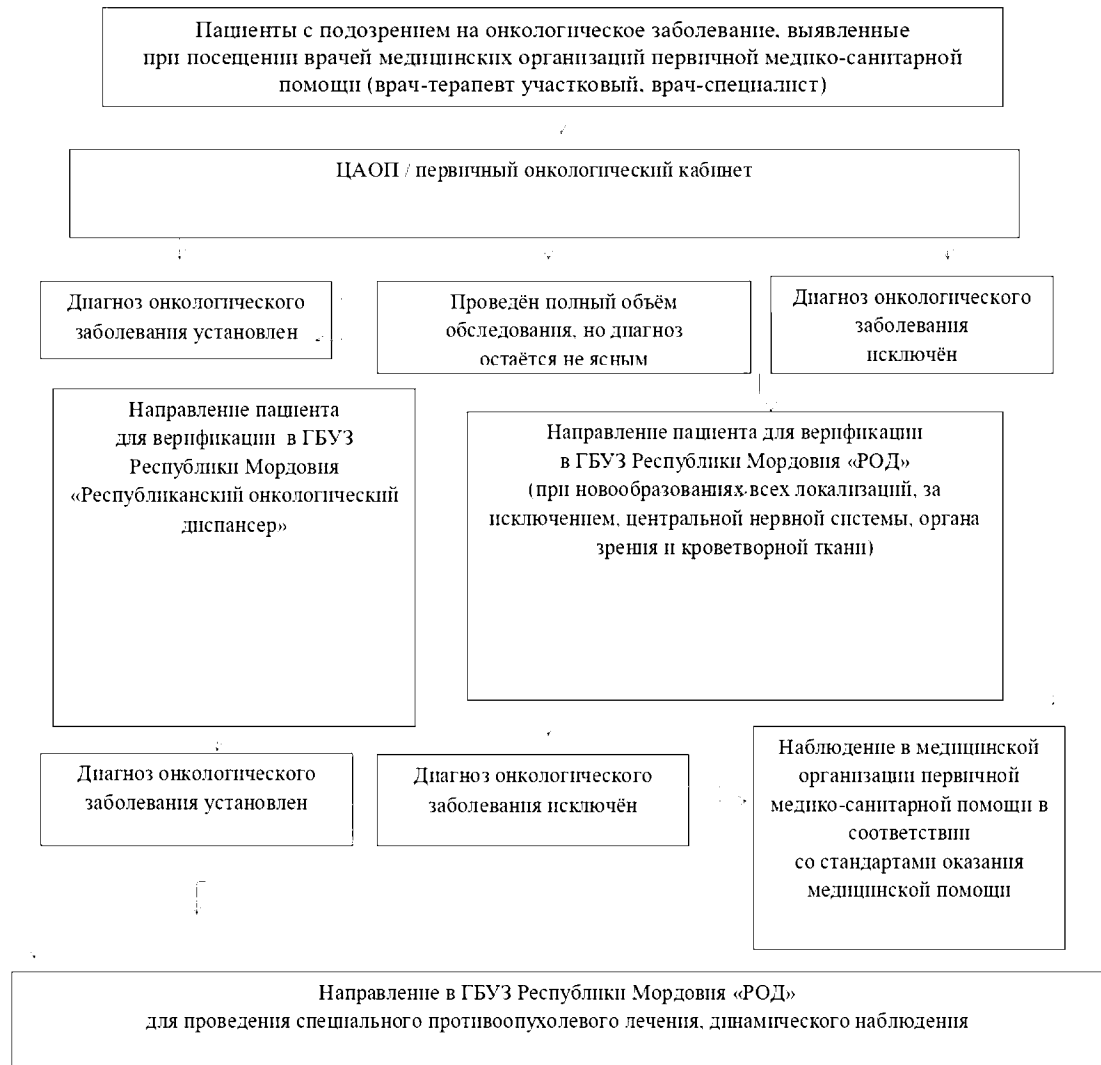 Пациенты с подозрением на онкологическое заболевание, выявленные
при посещении врачей медицинских организаций первичной медико-санитарной
помощи (врач-терапевт участковый, врач-специалист)
ЦАОП / первичный онкологический кабинет
Диагноз онкологического
заболевания установлен
Проведён полный объём
обследования, но диагноз
остаётся не ясным
Диагноз онкологического
заболевания
исключён
Направление пациента
для верификации в ГБУЗ
Республики Мордовия
«Республиканский онкологический
диспансер»
Направление пациента для верификации
в ГБУЗ Республики Мордовия «РОД»
(при новообразованиях всех локализаций, за
исключением, центральной нервной системы, органа
зрения и кроветворной ткани)
Диагноз онкологического
заболевания установлен
Диагноз онкологического
заболевания исключён
Наблюдение в медицинской
организации первичной
медико-санитарной помощи в
соответствии
со стандартами оказания
медицинской помощи
Направление в ГБУЗ Республики Мордовия «РОД»
для проведения специального противоопухолевого лечения, динамического наблюдения